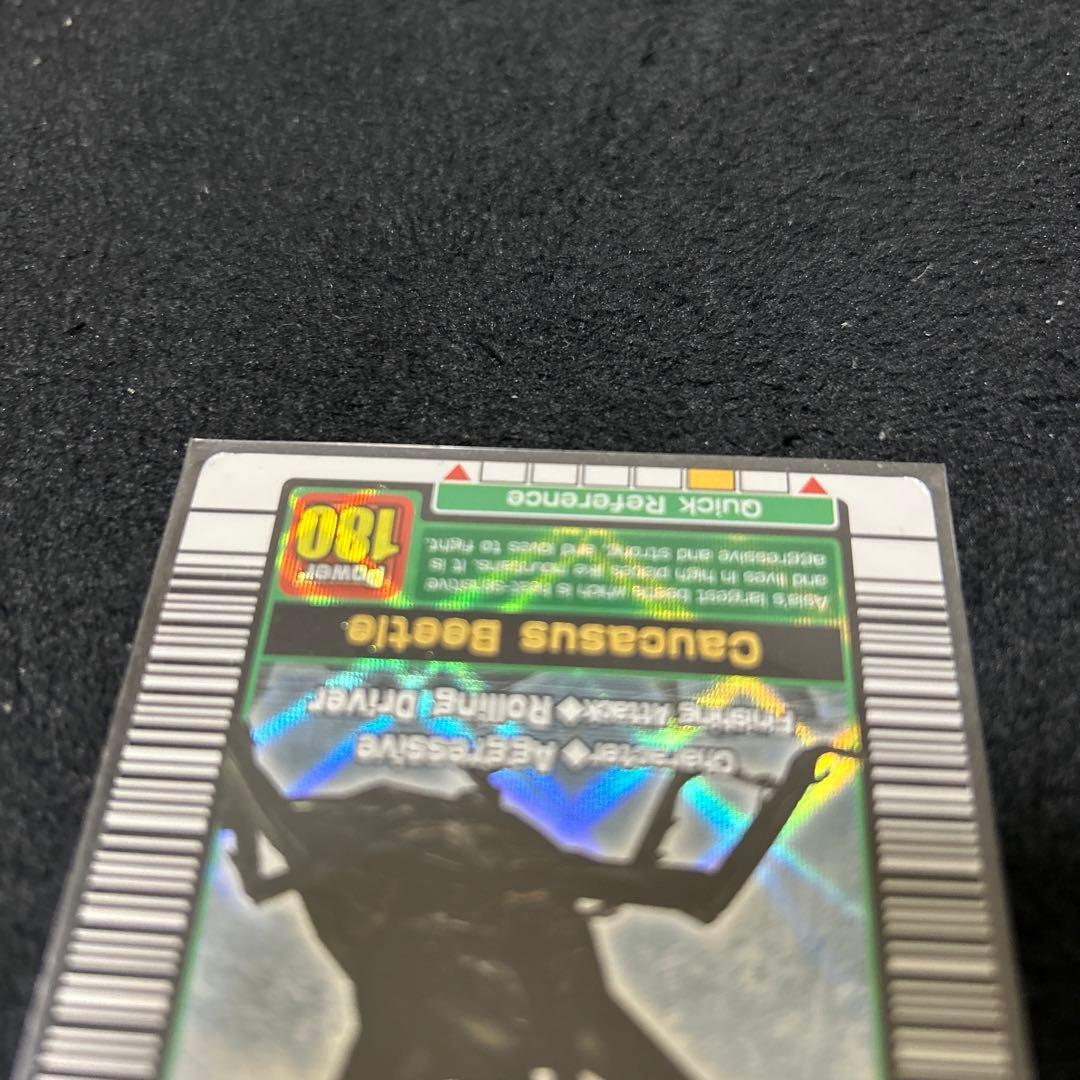 Character◆Aggressive
Finishing Attack◆Rolling Driver
Caucasus Beetle
Asia's largest beetle which is heat sensitive
and lives in high places like mountains. It is
aggressive and strong, and loves to fight.
Power
180
Quick Reference